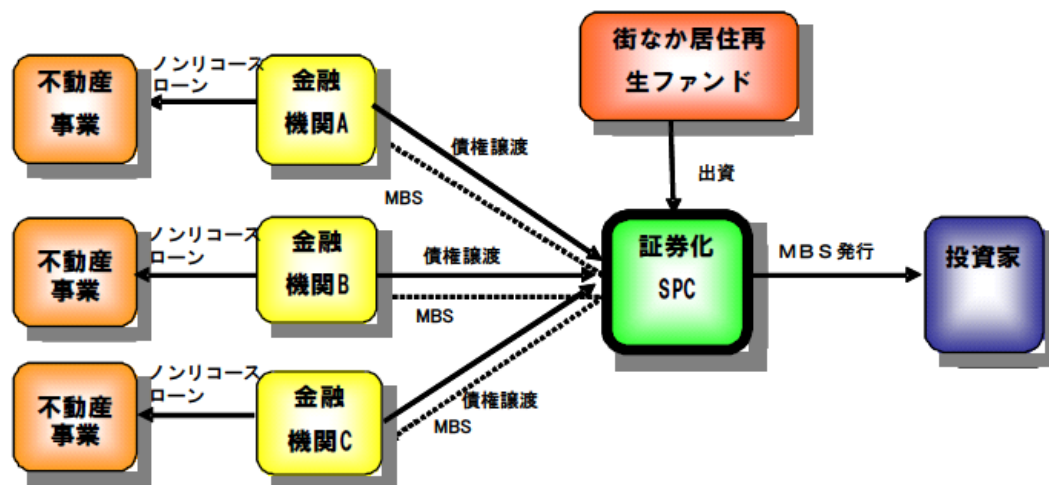 不動産
事業
ノンリコース
ローン
金融
機関A
債権譲渡
MBS
街なか居住再
生ファンド
出資
不動産
事業
ノンリコース
ローン
金融
機関B
債権譲渡
MBS
証券化
SPC
MBS発行
投資家
不動産
事業
ノンリコース
ローン
金融
機関C
債権譲渡
MBS